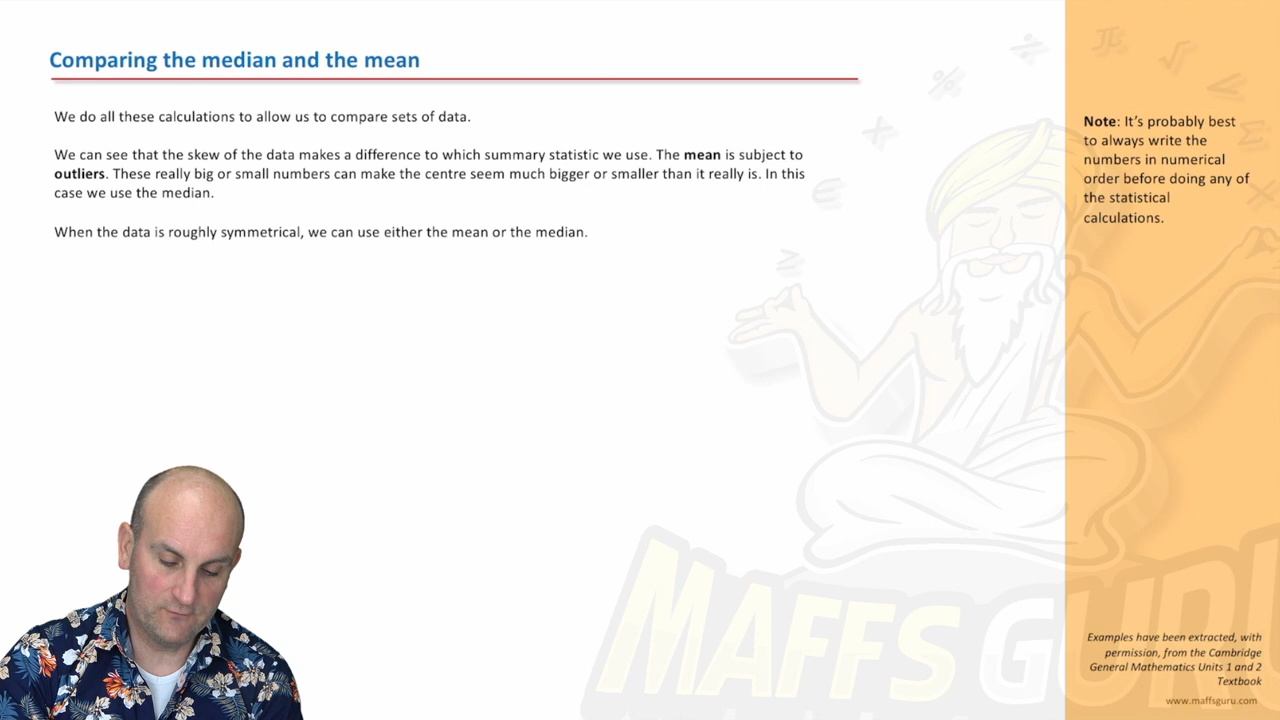 Comparing the median and the mean
We do all these calculations to allow us to compare sets of data.
We can see that the skew of the data makes a difference to which summary statistic we use. The mean is subject to
outliers. These really big or small numbers can make the centre seem much bigger or smaller than it really is. In this
case we use the median.
When the data is roughly symmetrical, we can use either the mean or the median.
Note: It’s probably best
to always write the
numbers in numerical
order before doing any of
the statistical
calculations.
MAFFS GURU
Examples have been extracted, with
permission, from the Cambridge
General Mathematics Units 1 and 2
Textbook
www.maffsguru.com